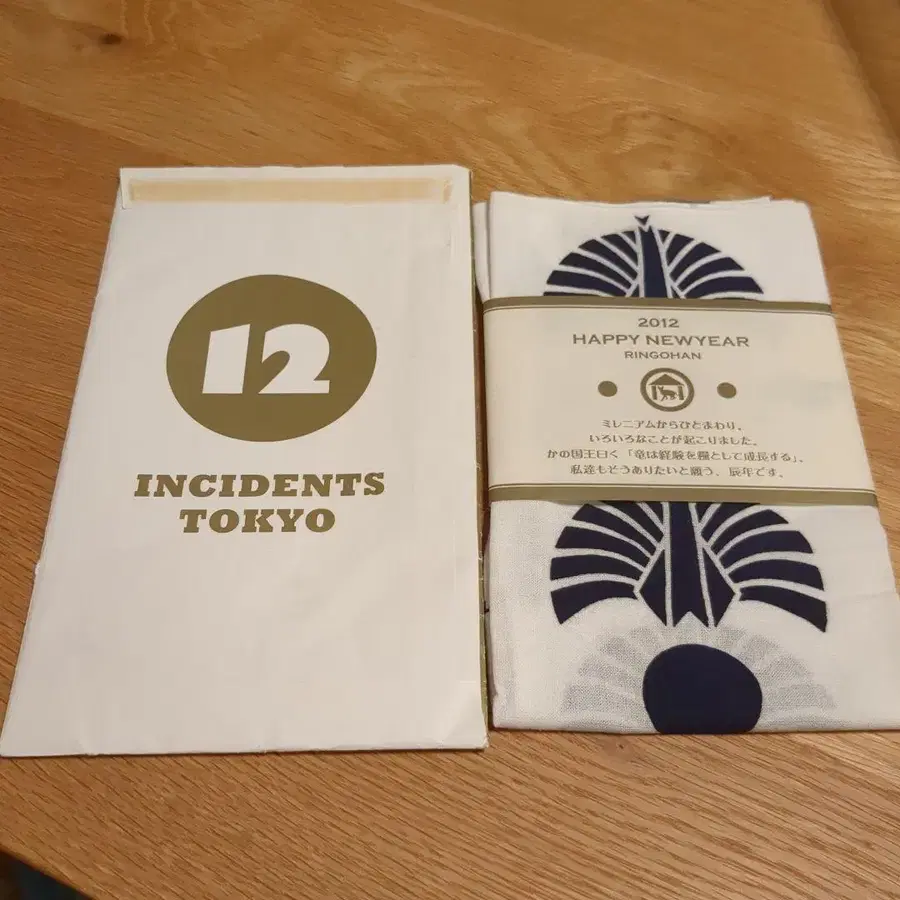 12
INCIDENTS
TOKYO
2012
HAPPY NEWYEAR
RINGOHAN
ミレニアムからひとまわり、
いろいろなことが起こりました。
かの国王曰く「竜は経験を糧として成長する」。
私達もそうありたいと願う、辰年です。